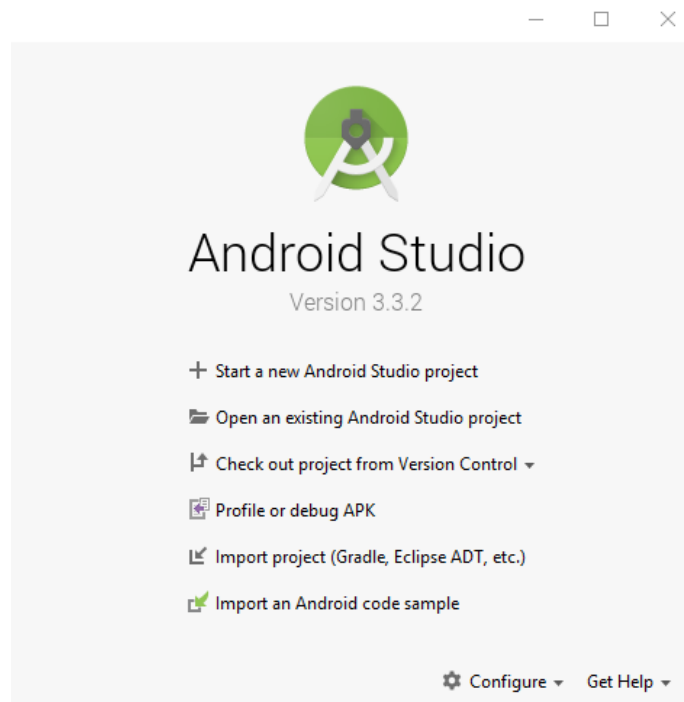 Android Studio
Version 3.3.2
Start a new Android Studio project
Open an existing Android Studio project
Check out project from Version Control
Profile or debug APK
Import project (Gradle, Eclipse ADT, etc.)
Import an Android code sample
Configure Get Help